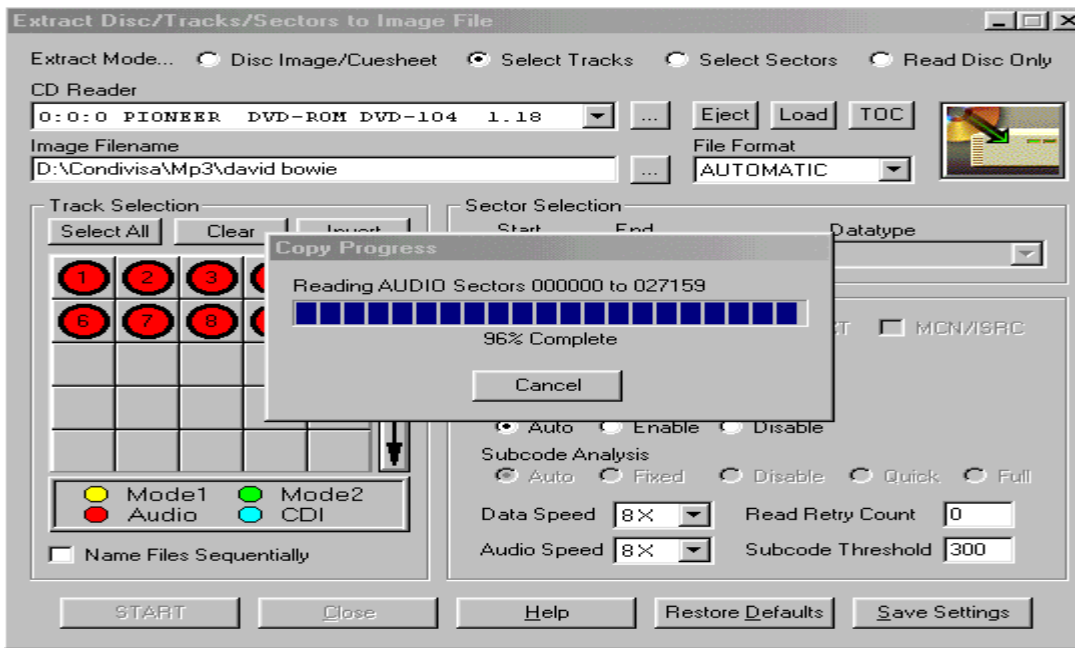 Extract Disc/Tracks/Sectors to Image File
Extract Mode... Disc Image/Cuesheet Select Tracks Select Sectors Read Disc Only
CD Reader
0:0:0 PIONEER DVD-ROM DVD-104 1.18 ... Eject Load TOC
Image Filename File Format
D:\Condivisa\Mp3\david bowie ... AUTOMATIC
Track Selection Sector Selection
Select All Clear Invert Start End Datatype
Copy Progress
1 2 3
Reading AUDIO Sectors 000000 to 027159
6 7 8
MCN/ISRC
96% Complete
Cancel
Auto Enable Disable
Subcode Analysis
Auto Fixed Disable Quick Full
Mode1 Mode2
Audio CDI
Data Speed 8X Read Retry Count 0
Name Files Sequentially
Audio Speed 8X Subcode Threshold 300
START Close Help Restore Defaults Save Settings